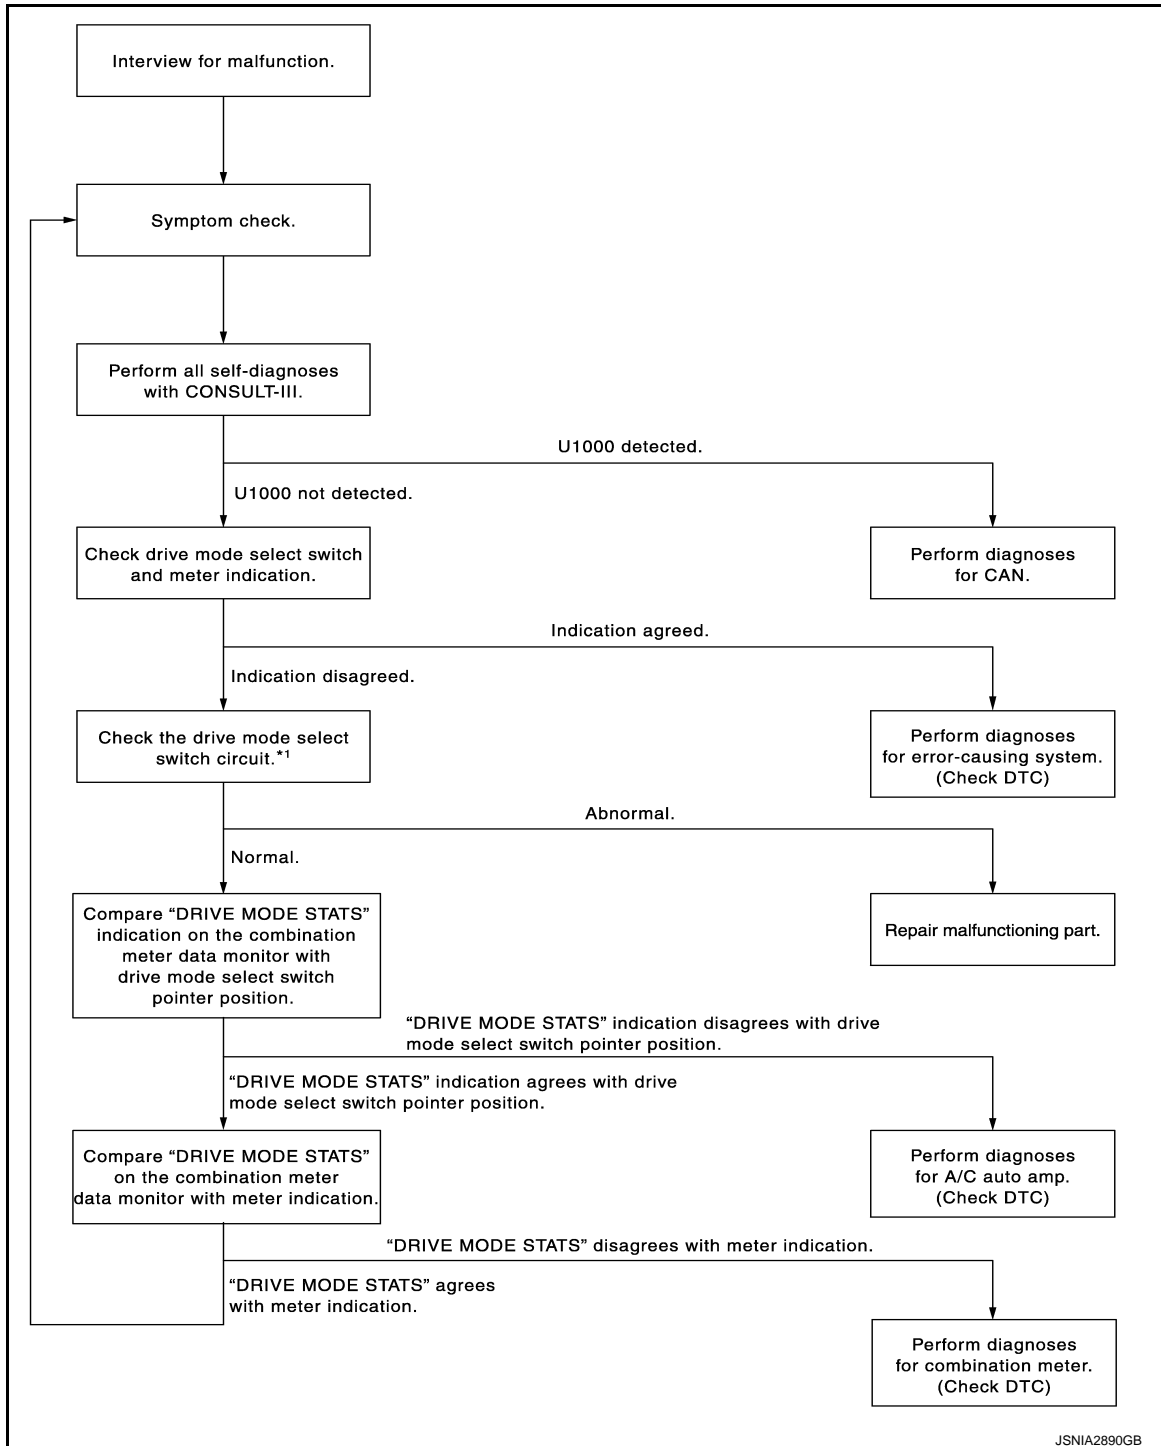 Interview for malfunction.
Symptom check.
Perform all self-diagnoses
with CONSULT-III.
U1000 detected.
U1000 not detected.
Check drive mode select switch
and meter indication.
Perform diagnoses
for CAN.
Indication agreed.
Indication disagreed.
Check the drive mode select
switch circuit.*1
Perform diagnoses
for error-causing system.
(Check DTC)
Abnormal.
Normal.
Compare “DRIVE MODE STATS”
indication on the combination
meter data monitor with
drive mode select switch
pointer position.
Repair malfunctioning part.
“DRIVE MODE STATS” indication disagrees with drive
mode select switch pointer position.
“DRIVE MODE STATS” indication agrees with drive
mode select switch pointer position.
Compare “DRIVE MODE STATS”
on the combination meter
data monitor with meter indication.
Perform diagnoses
for A/C auto amp.
(Check DTC)
“DRIVE MODE STATS” disagrees with meter indication.
“DRIVE MODE STATS” agrees
with meter indication.
Perform diagnoses
for combination meter.
(Check DTC)
JSNIA2890GB